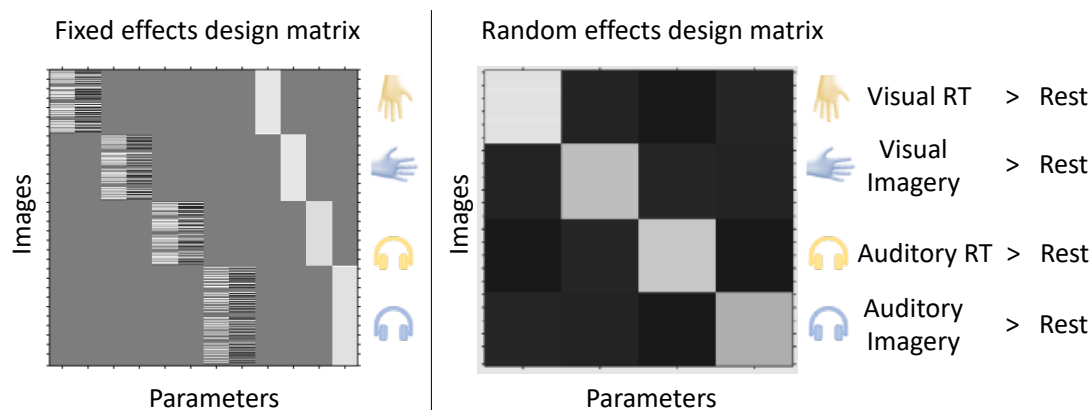 Fixed effects design matrix
Images
Parameters
Random effects design matrix
Images
Parameters
Visual RT > Rest
Visual
Imagery > Rest
Auditory RT > Rest
Auditory
Imagery > Rest